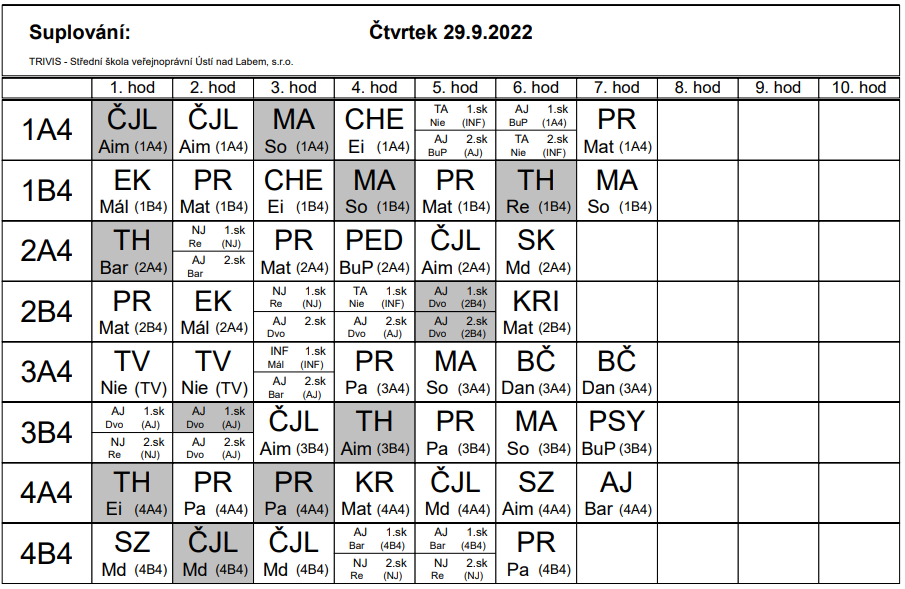 Suplování: Čtvrtek 29.9.2022
TRIVIS - Střední škola veřejnoprávní Ústí nad Labem, s.r.o.
1. hod 2. hod 3. hod 4. hod 5. hod 6. hod 7. hod 8. hod 9. hod 10. hod
1A4
ČJL
Aim (1A4)
ČJL
Aim (1A4)
MA
So (1A4)
CHE
Ei (1A4)
TA 1.sk
Nie (INF)
AJ 2.sk
BuP (AJ)
AJ 1.sk
BuP (1A4)
TA 2.sk
Nie (INF)
PR
Mat (1A4)
1B4
EK
Mál (1B4)
PR
Mat (1B4)
CHE
Ei (1B4)
MA
So (1B4)
PR
Mat (1B4)
TH
Re (1B4)
MA
So (1B4)
2A4
TH
Bar (2A4)
NJ 1.sk
Re (NJ)
AJ 2.sk
Bar
PR
Mat (2A4)
PED
BuP (2A4)
ČJL
Aim (2A4)
SK
Md (2A4)
2B4
PR
Mat (2B4)
EK
Mál (2A4)
NJ 1.sk
Re (NJ)
AJ 2.sk
Dvo
TA 1.sk
Nie (INF)
AJ 2.sk
Dvo (AJ)
AJ 1.sk
Dvo (2B4)
AJ 2.sk
Dvo (2B4)
KRI
Mat (2B4)
3A4
TV
Nie (TV)
TV
Nie (TV)
INF 1.sk
Mál (INF)
AJ 2.sk
Bar (AJ)
PR
Pa (3A4)
MA
So (3A4)
BČ
Dan (3A4)
BČ
Dan (3A4)
3B4
AJ 1.sk
Dvo (AJ)
NJ 2.sk
Re (NJ)
AJ 1.sk
Dvo (AJ)
AJ 2.sk
Dvo (AJ)
ČJL
Aim (3B4)
TH
Aim (3B4)
PR
Pa (3B4)
MA
So (3B4)
PSY
BuP (3B4)
4A4
TH
Ei (4A4)
PR
Pa (4A4)
PR
Pa (4A4)
KR
Mat (4A4)
ČJL
Md (4A4)
SZ
Aim (4A4)
AJ
Bar (4A4)
4B4
SZ
Md (4B4)
ČJL
Md (4B4)
ČJL
Md (4B4)
AJ 1.sk
Bar (4B4)
NJ 2.sk
Re (NJ)
AJ 1.sk
Bar (4B4)
NJ 2.sk
Re (NJ)
PR
Pa (4B4)